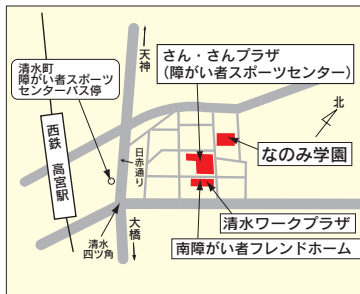 天神
清水町
障がい者スポーツ
センターバス停
さん・さんプラザ
(障がい者スポーツセンター)
北
西鉄 高宮駅
日赤通り
なのみ学園
清水ワークプラザ
南障がい者フレンドホーム
清水
四ツ角
大橋